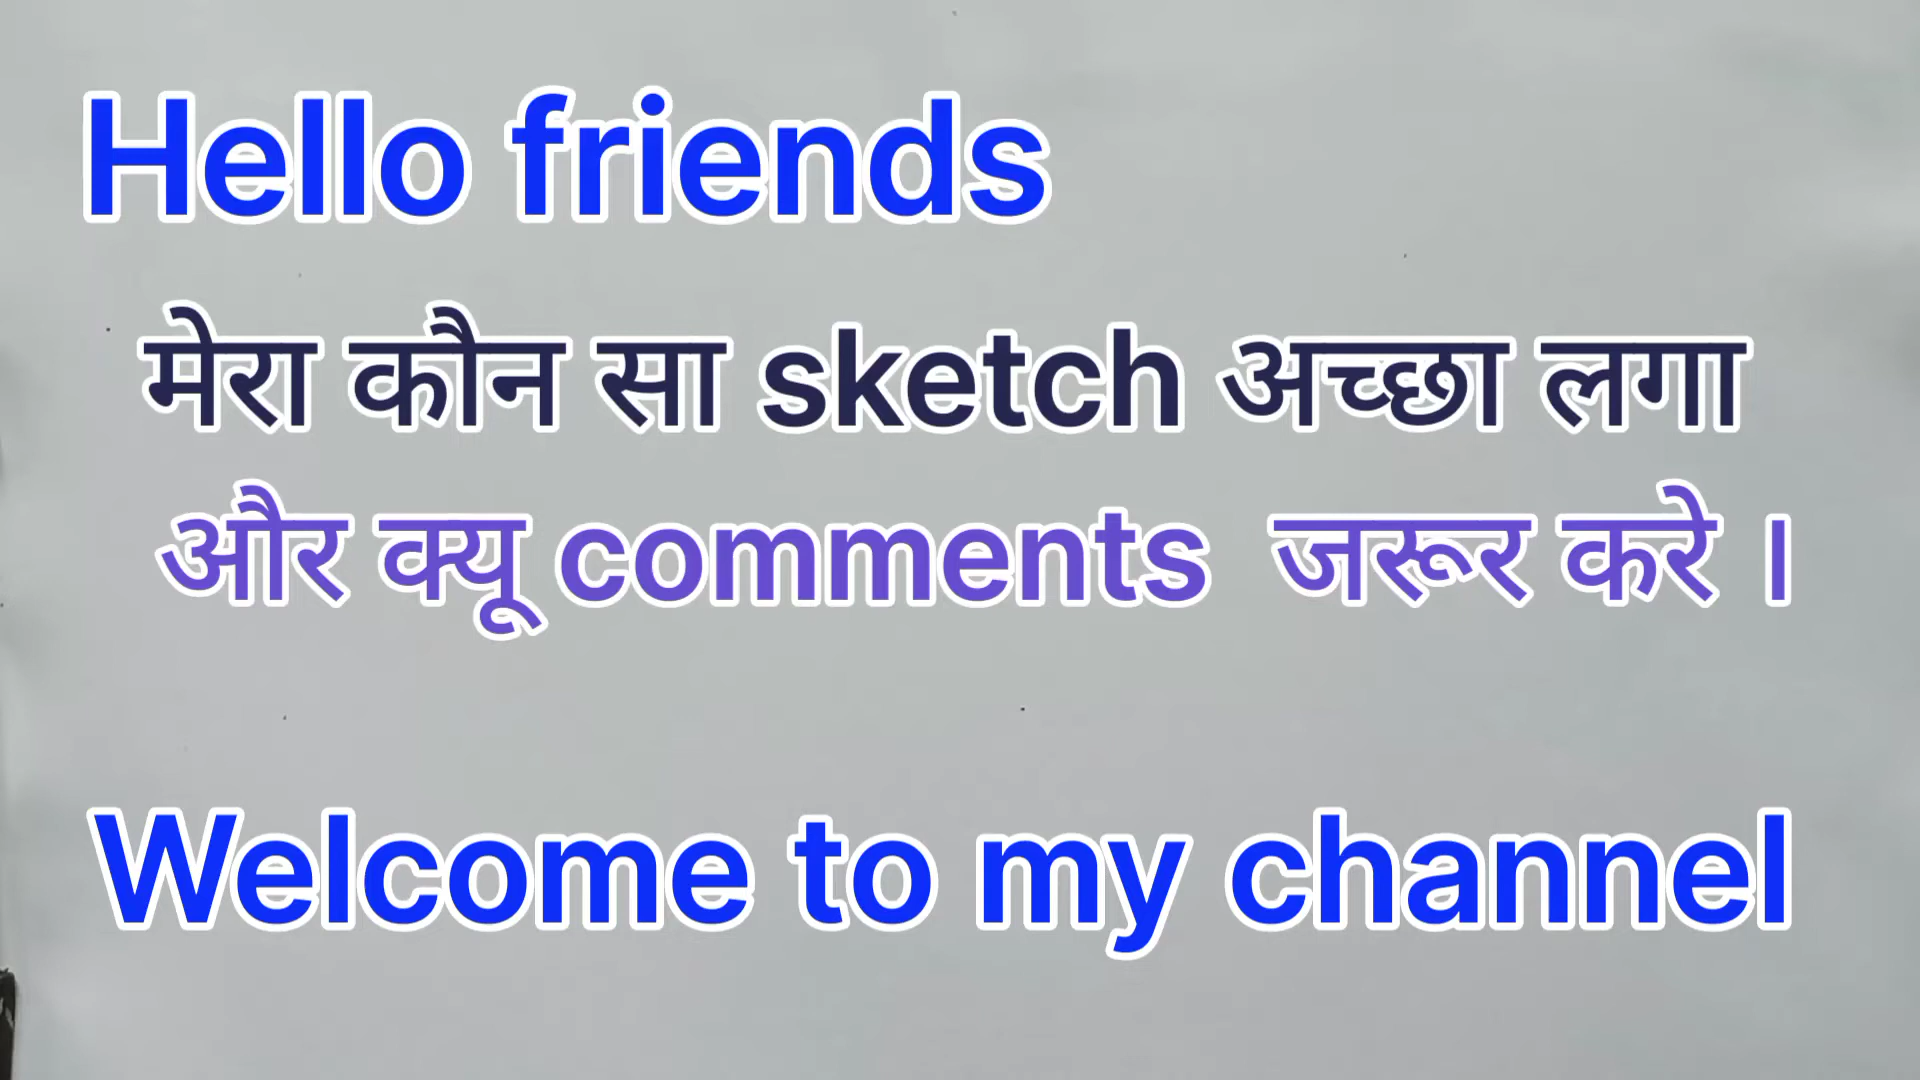 Hello friends
मेरा कौन सा sketch अच्छा लगा
और क्यू comments जरूर करे ।
Welcome to my channel